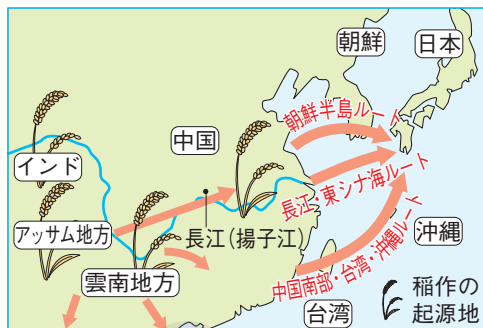 朝鮮
日本
朝鮮半島ルート
中国
インド
長江・東シナ海ルート
アッサム地方
長江(揚子江)
沖縄
雲南地方
中国南部・台湾・沖縄ルート
台湾
稲作の
起源地